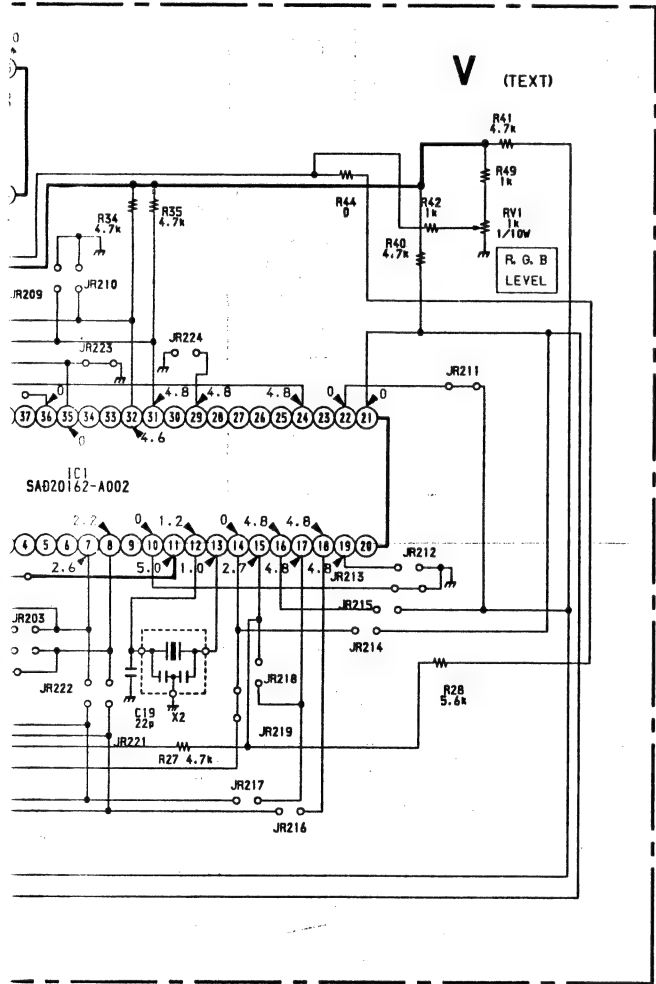 0
V (TEXT)
R41
4.7k
R49
1k
R44
0
R42
1k
RV1
1k
1/10W
R34
4.7k
R35
4.7k
R40
4.7k
R. G. B
LEVEL
JR209
JR210
JR224
JR223
JR211
0 4.8 4.8 4.8 0 0
37 36 35 34 33 32 31 30 29 28 27 26 25 24 23 22 21
0 4.6
IC1
SAD20162-A002
2.2 0 1.2 0 4.8 4.8
4 5 6 7 8 9 10 11 12 13 14 15 16 17 18 19 20
2.6 5.0 1.0 2.7 4.8 4.8
JR212
JR213
JR203
JR215
JR214
JR222
JR218
C19
22p
X2
R28
5.6k
JR221
JR219
R27 4.7k
JR217
JR216